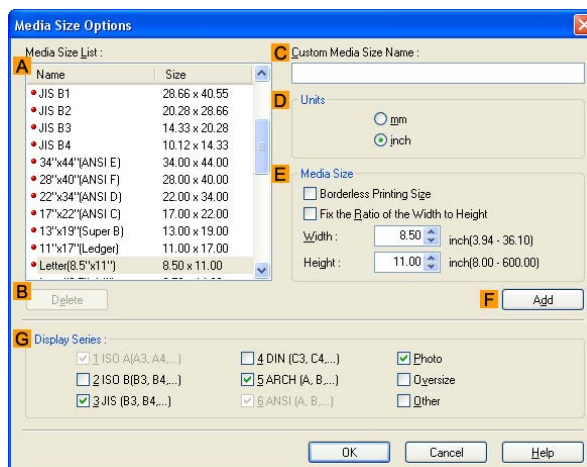 Media Size Options
A Media Size List :
C Custom Media Size Name :
Name Size
JIS B1 28.66 x 40.55
JIS B2 20.28 x 28.66
JIS B3 14.33 x 20.28
JIS B4 10.12 x 14.33
34"x44"(ANSI E) 34.00 x 44.00
28"x40"(ANSI F) 28.00 x 40.00
22"x34"(ANSI D) 22.00 x 34.00
17"x22"(ANSI C) 17.00 x 22.00
13"x19"(Super B) 13.00 x 19.00
11"x17"(Ledger) 11.00 x 17.00
Letter(8.5"x11") 8.50 x 11.00
D Units
mm
inch
E Media Size
Borderless Printing Size
Fix the Ratio of the Width to Height
Width : 8.50 inch(3.94 - 36.10)
Height : 11.00 inch(8.00 - 600.00)
B Delete
F Add
G Display Series :
1 ISO A(A3, A4,...) 4 DIN (C3, C4,...) Photo
2 ISO B(B3, B4,...) 5 ARCH (A, B,...) Oversize
3 JIS (B3, B4,...) 6 ANSI (A, B,...) Other
OK Cancel Help